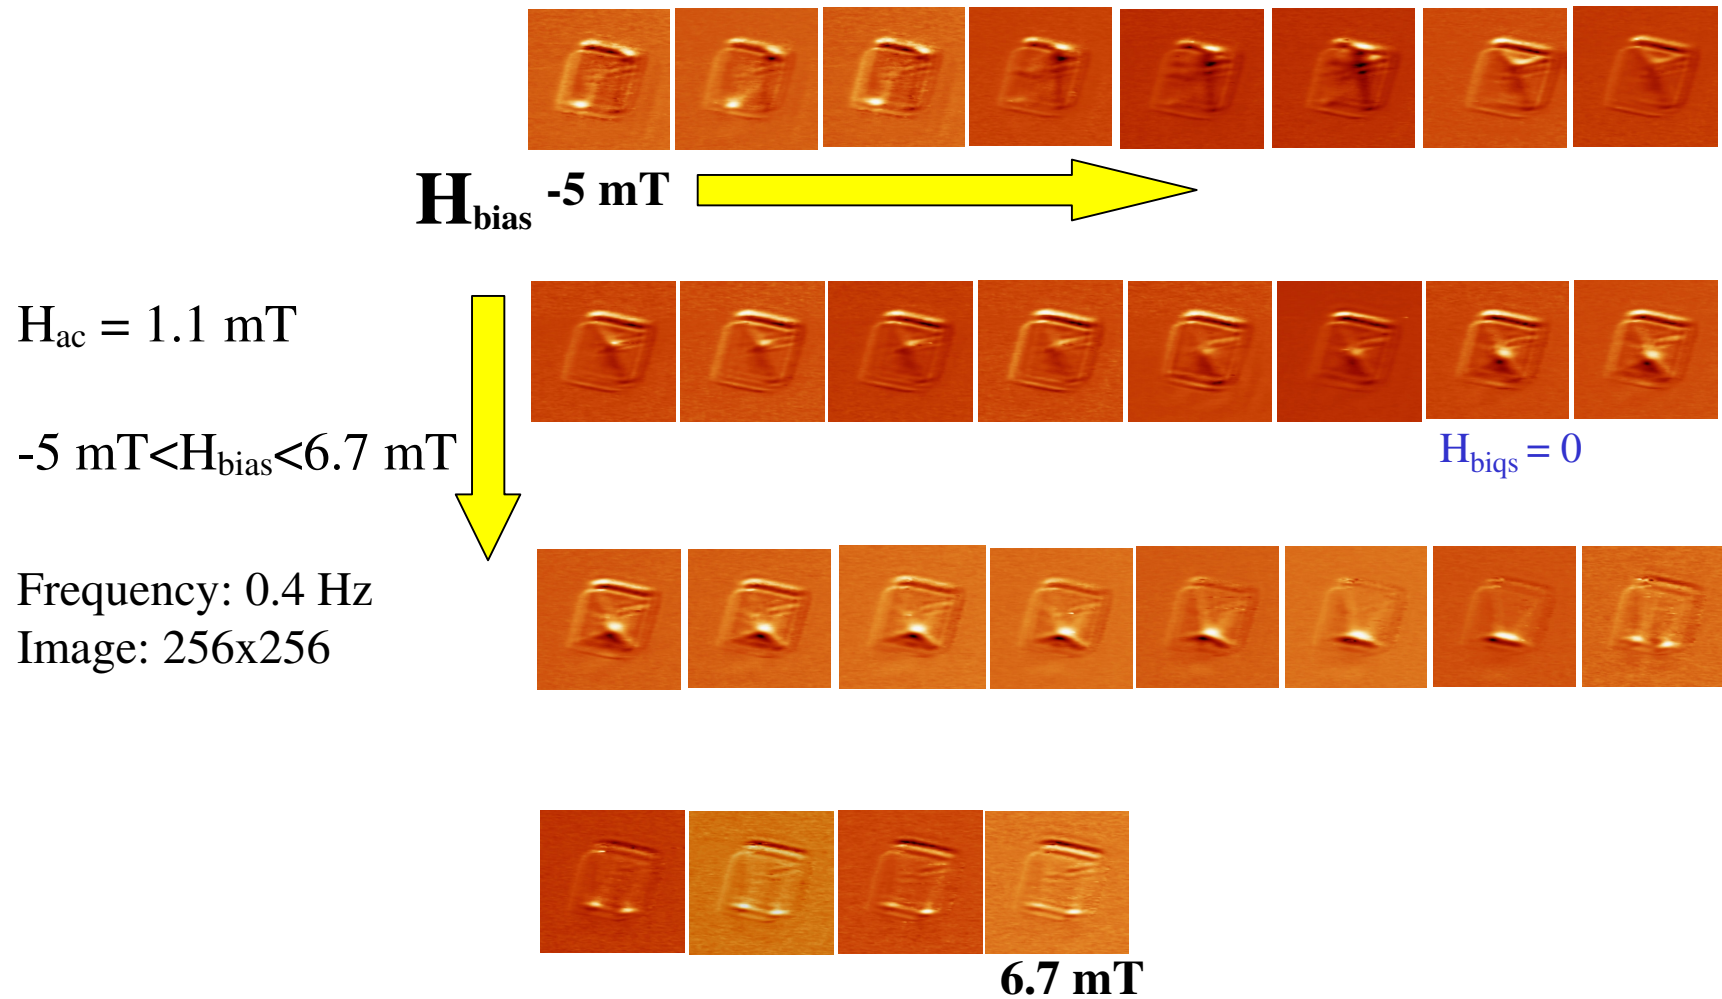 H_bias -5 mT
H_ac = 1.1 mT
-5 mT<H_bias<6.7 mT
H_biqs = 0
Frequency: 0.4 Hz
Image: 256x256
6.7 mT